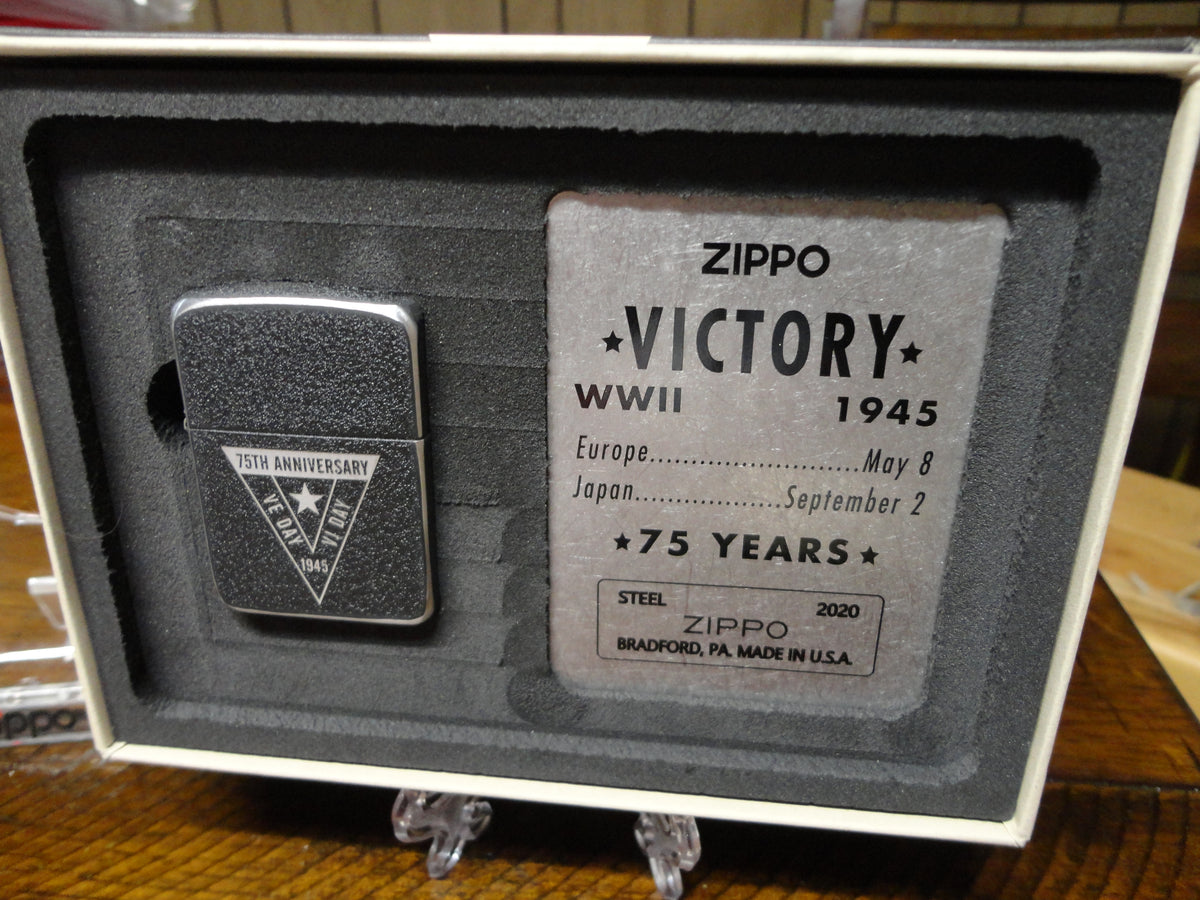 75TH ANNIVERSARY
VE DAY
VJ DAY
1945
ZIPPO
★VICTORY★
WWII 1945
Europe.........................May 8
Japan..................September 2
★75 YEARS★
STEEL 2020
ZIPPO
BRADFORD, PA. MADE IN U.S.A.